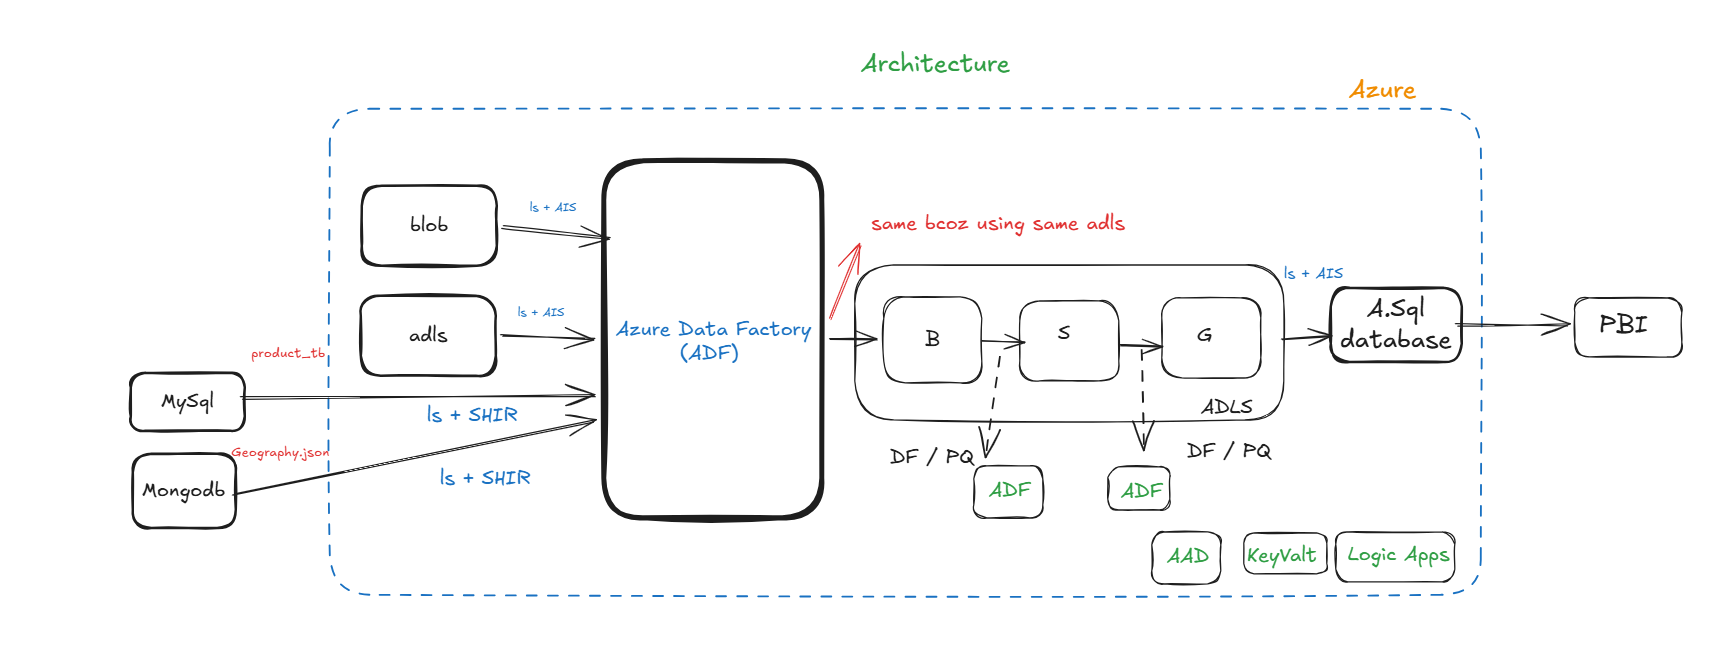 Architecture
Azure
blob
ls + AIS
same bcoz using same adls
adls
ls + AIS
ls + AIS
Azure Data Factory
(ADF)
B
S
G
ADLS
A.Sql
database
PBI
product_tb
MySql
ls + SHIR
Geography.json
Mongodb
ls + SHIR
DF / PQ
DF / PQ
ADF
ADF
AAD
KeyValt
Logic Apps